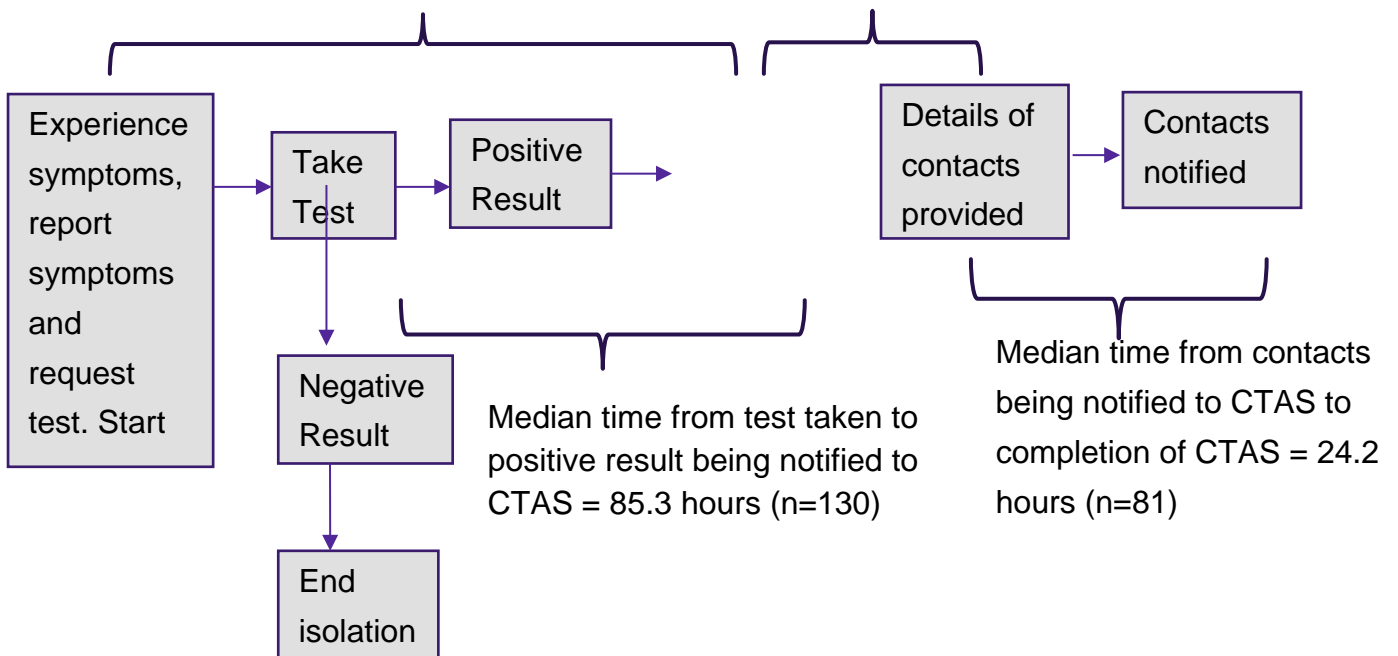 Experience
symptoms,
report
symptoms
and
request
test. Start
Take
Test
Positive
Result
Details of
contacts
provided
Contacts
notified
Negative
Result
End
isolation
Median time from test taken to
positive result being notified to
CTAS = 85.3 hours (n=130)
Median time from contacts
being notified to CTAS to
completion of CTAS = 24.2
hours (n=81)